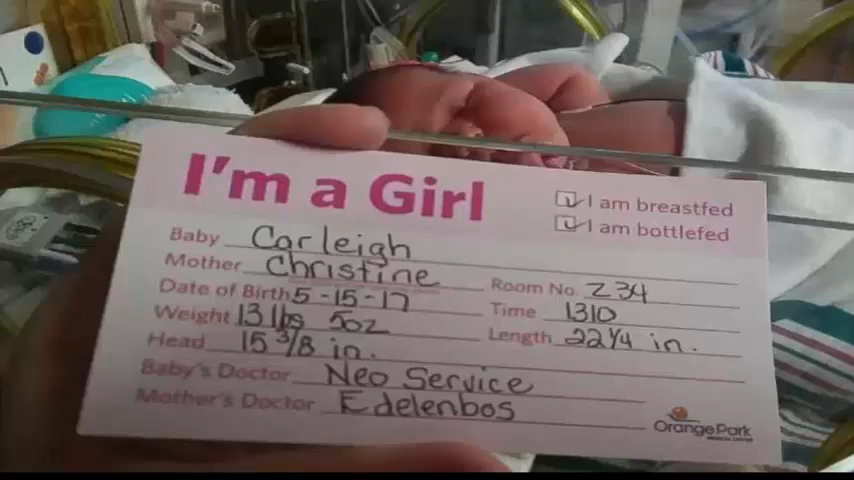 I'm a Girl
I am breastfed
I am bottlefed
Baby Carleigh
Mother Christine
Room No. 234
Date of Birth 5-15-17
Time 1310
Weight 13 lbs 5oz
Length 22 1/4 in.
Head 15 3/8 in.
Baby's Doctor Neo Service
Mother's Doctor Edelenbos
Orange Park
MEDICAL CENTER